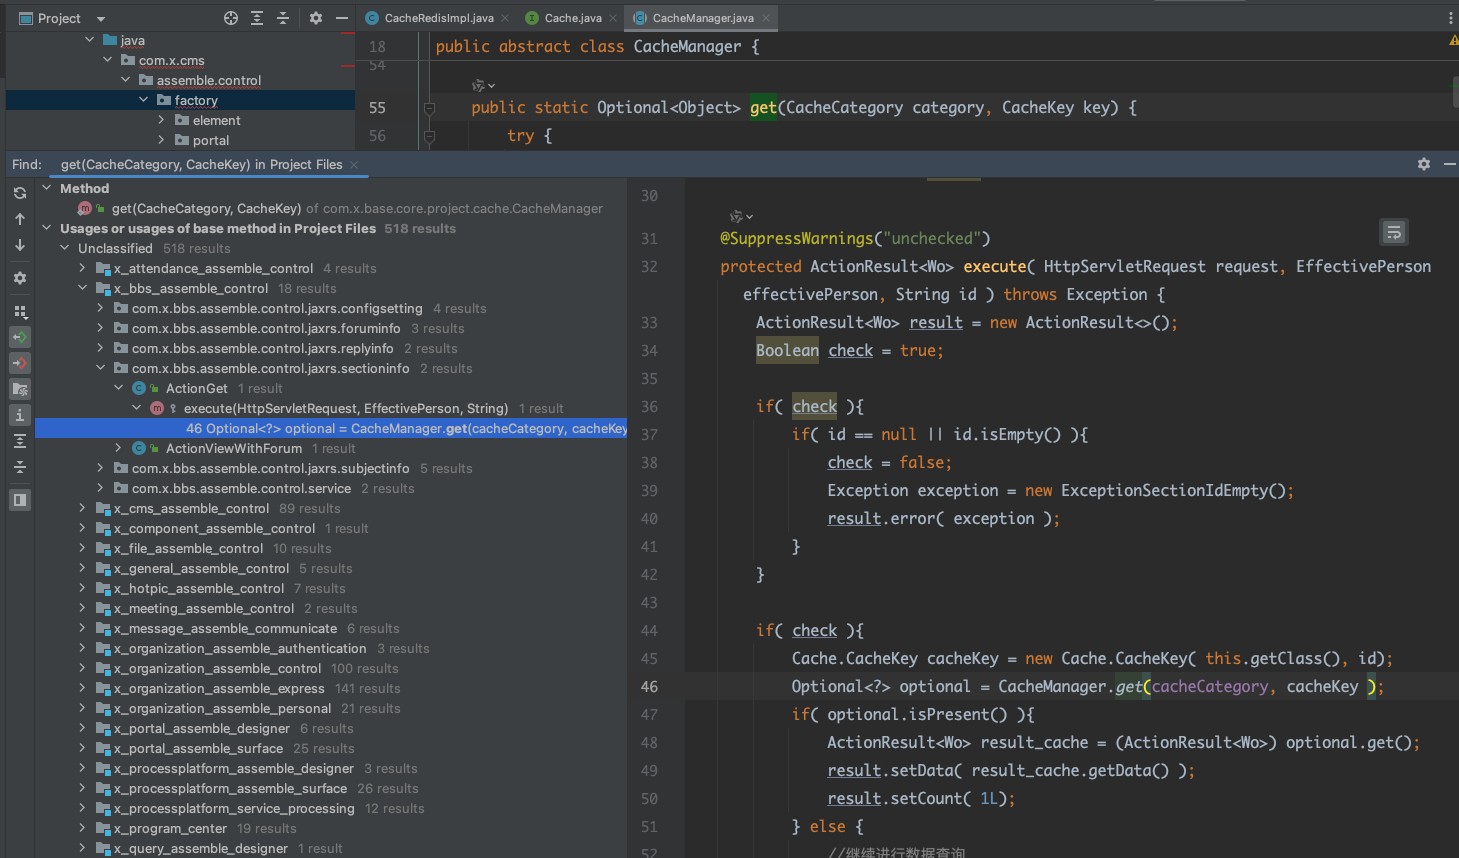 Project
CacheRedisImpl.java
Cache.java
CacheManager.java
java
com.x.cms
assemble.control
factory
element
portal
18 public abstract class CacheManager {
54
55 public static Optional<Object> get(CacheCategory category, CacheKey key) {
56 try {
Find: get(CacheCategory, CacheKey) in Project Files
Method
get(CacheCategory, CacheKey) of com.x.base.core.project.cache.CacheManager
Usages or usages of base method in Project Files 518 results
Unclassified 518 results
x_attendance_assemble_control 4 results
x_bbs_assemble_control 18 results
com.x.bbs.assemble.control.jaxrs.configsetting 4 results
com.x.bbs.assemble.control.jaxrs.foruminfo 3 results
com.x.bbs.assemble.control.jaxrs.replyinfo 2 results
com.x.bbs.assemble.control.jaxrs.sectioninfo 2 results
ActionGet 1 result
execute(HttpServletRequest, EffectivePerson, String) 1 result
46 Optional<?> optional = CacheManager.get(cacheCategory, cacheKey
ActionViewWithForum 1 result
com.x.bbs.assemble.control.jaxrs.subjectinfo 5 results
com.x.bbs.assemble.control.service 2 results
x_cms_assemble_control 89 results
x_component_assemble_control 1 result
x_file_assemble_control 10 results
x_general_assemble_control 5 results
x_hotpic_assemble_control 7 results
x_meeting_assemble_control 2 results
x_message_assemble_communicate 6 results
x_organization_assemble_authentication 3 results
x_organization_assemble_control 100 results
x_organization_assemble_express 141 results
x_organization_assemble_personal 21 results
x_portal_assemble_designer 6 results
x_portal_assemble_surface 25 results
x_processplatform_assemble_designer 3 results
x_processplatform_assemble_surface 26 results
x_processplatform_service_processing 12 results
x_program_center 19 results
x_query_assemble_designer 1 result
30
31 @SuppressWarnings("unchecked")
32 protected ActionResult<Wo> execute( HttpServletRequest request, EffectivePerson
effectivePerson, String id ) throws Exception {
33 ActionResult<Wo> result = new ActionResult<>();
34 Boolean check = true;
35
36 if( check ){
37 if( id == null || id.isEmpty() ){
38 check = false;
39 Exception exception = new ExceptionSectionIdEmpty();
40 result.error( exception );
41 }
42 }
43
44 if( check ){
45 Cache.CacheKey cacheKey = new Cache.CacheKey( this.getClass(), id);
46 Optional<?> optional = CacheManager.get(cacheCategory, cacheKey );
47 if( optional.isPresent() ){
48 ActionResult<Wo> result_cache = (ActionResult<Wo>) optional.get();
49 result.setData( result_cache.getData() );
50 result.setCount( 1L);
51 } else {
52 //继续进行数据查询